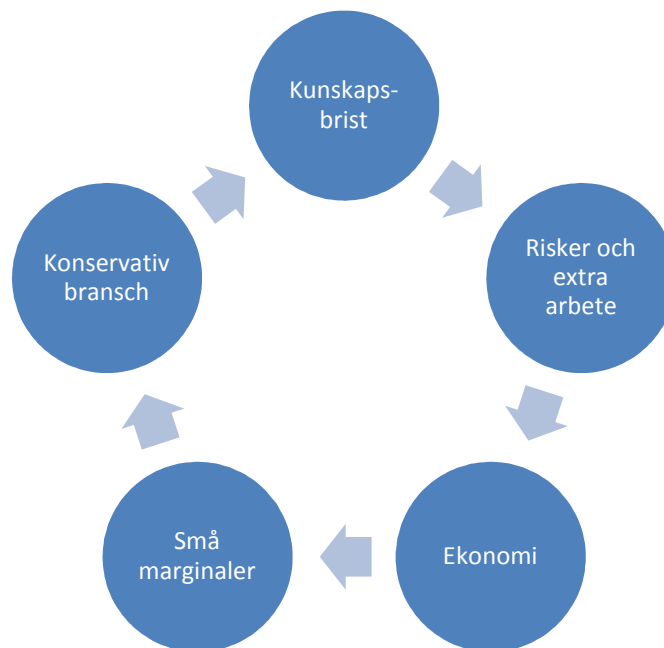 Kunskaps-
brist
Risker och
extra
arbete
Ekonomi
Små
marginaler
Konservativ
bransch